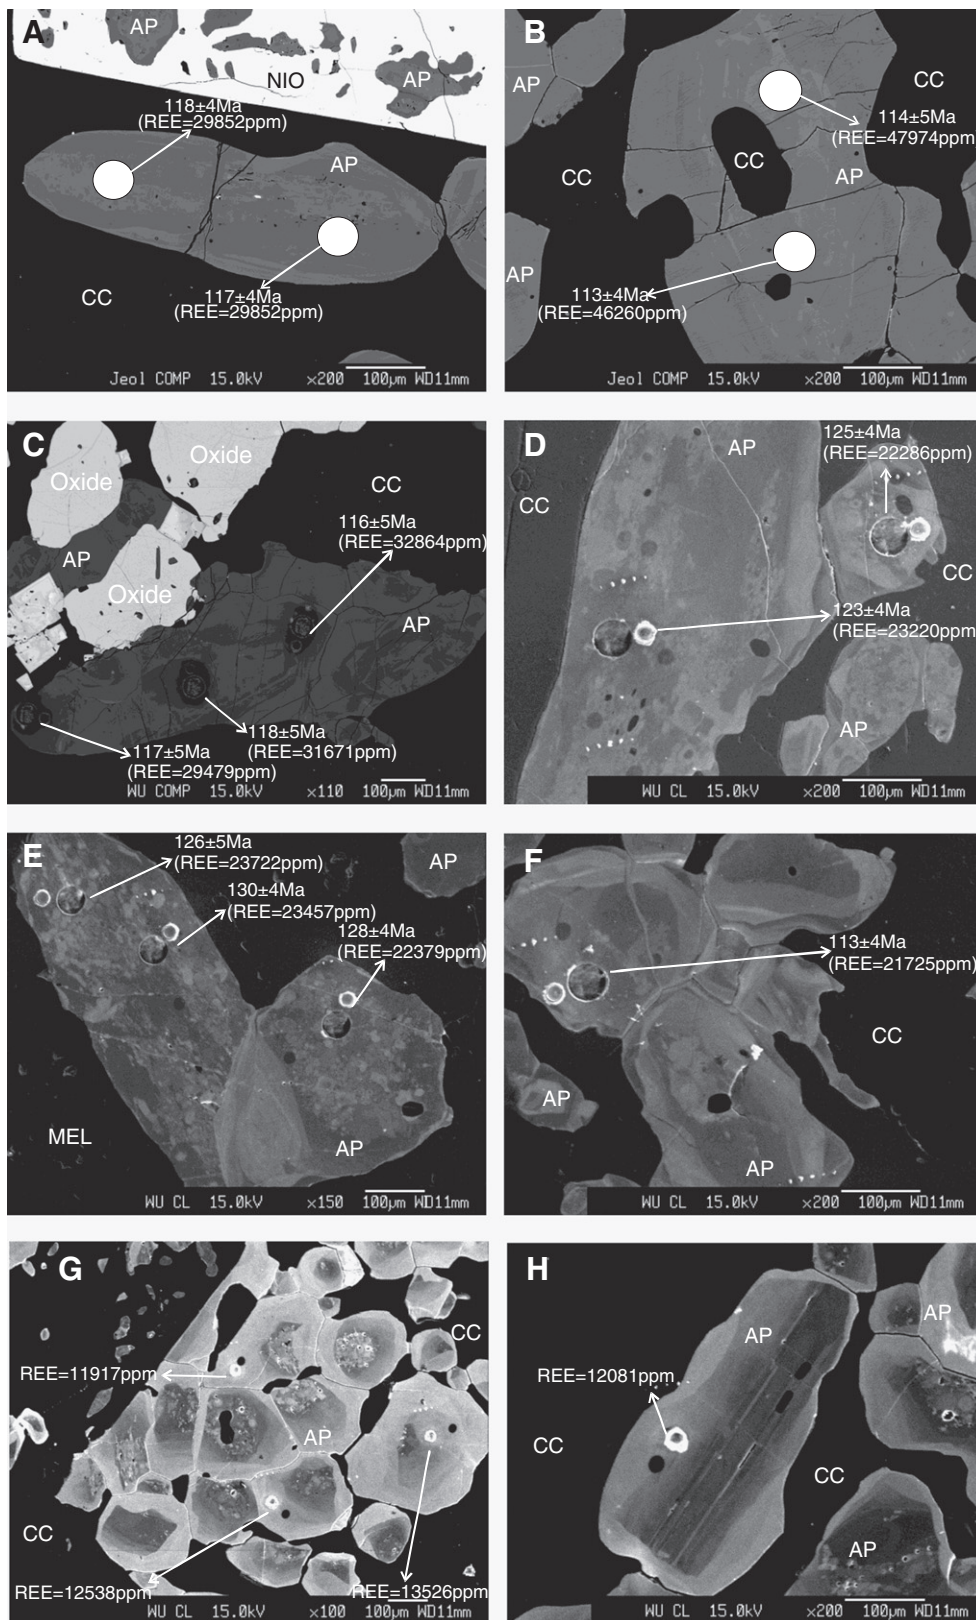 A
AP
NIO
AP
118±4Ma
(REE=29852ppm)
AP
CC
117±4Ma
(REE=29852ppm)
Jeol COMP 15.0kV ×200 100µm WD11mm
B
AP
CC
114±5Ma
(REE=47974ppm
CC
CC
AP
AP
113±4Ma
(REE=46260ppm)
Jeol COMP 15.0kV ×200 100µm WD11mm
C
Oxide
Oxide
CC
116±5Ma
(REE=32864ppm)
AP
Oxide
AP
118±5Ma
(REE=31671ppm)
117±5Ma
(REE=29479ppm)
WU COMP 15.0kV ×110 100µm WD11mm
D
AP
125±4Ma
(REE=22286ppm)
CC
CC
123±4Ma
(REE=23220ppm
AP
WU CL 15.0kV ×200 100µm WD11mm
E
126±5Ma
(REE=23722ppm)
AP
130±4Ma
(REE=23457ppm)
128±4Ma
(REE=22379ppm)
MEL
AP
WU CL 15.0kV ×150 100µm WD11mm
F
113±4Ma
(REE=21725ppm)
CC
AP
AP
WU CL 15.0kV ×200 100µm WD11mm
G
CC
REE=11917ppm
AP
CC
REE=12538ppm
REE=13526ppm
WU CL 15.0kV ×100 100µm WD11mm
H
AP
AP
REE=12081ppm
CC
CC
AP
WU CL 15.0kV ×200 100µm WD11mm